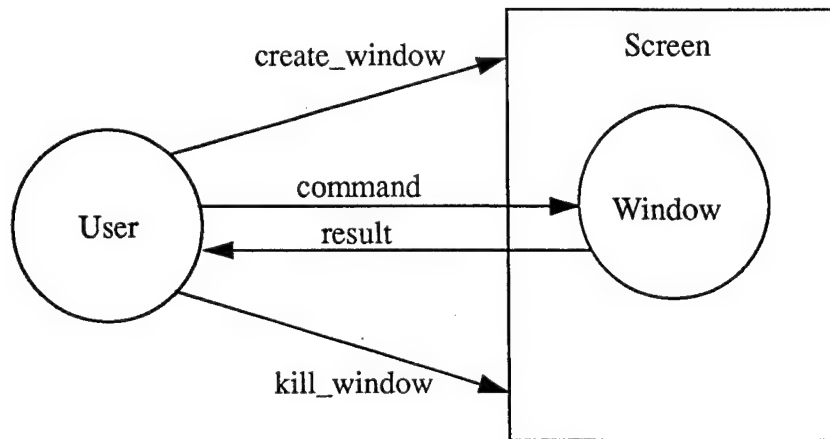 create_window
Screen
command
User
Window
result
kill_window